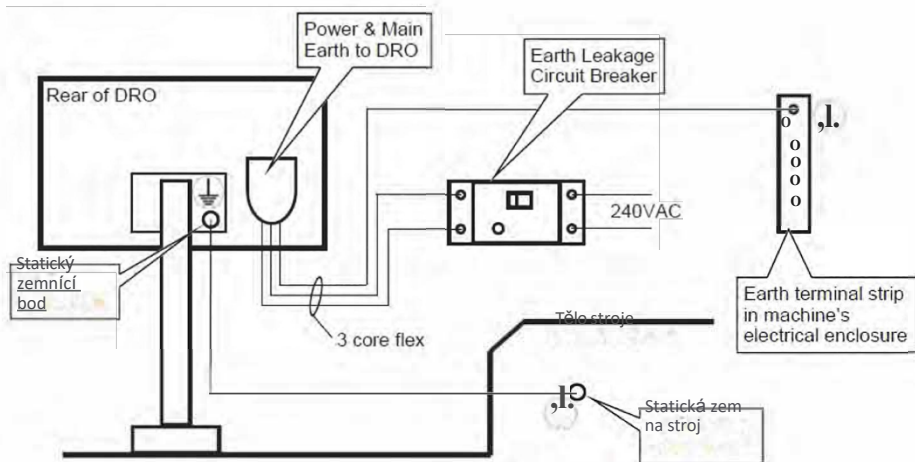 Power & Main
Earth to DRO
Earth Leakage
Circuit Breaker
Rear of DRO
240VAC
Statický
zemnící
bod
3 core flex
Tělo stroje
Earth terminal strip
in machine's
electrical enclosure
Statická zem
na stroj